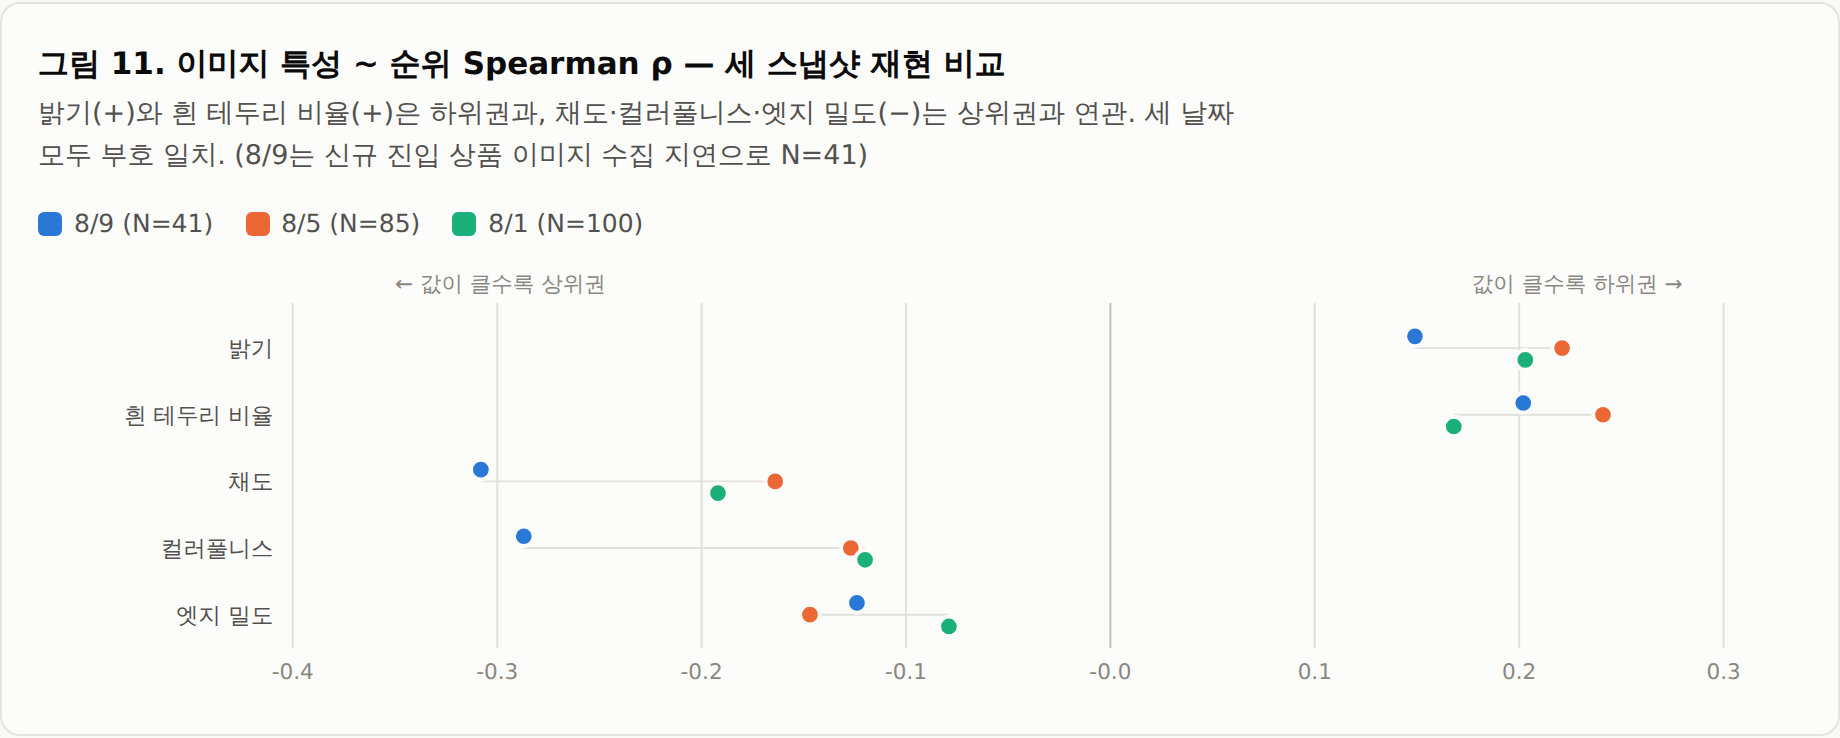 그림 11. 이미지 특성 ~ 순위 Spearman ρ — 세 스냅샷 재현 비교
밝기(+)와 흰 테두리 비율(+)은 하위권과, 채도·컬러풀니스·엣지 밀도(−)는 상위권과 연관. 세 날짜
모두 부호 일치. (8/9는 신규 진입 상품 이미지 수집 지연으로 N=41)
8/9 (N=41) 8/5 (N=85) 8/1 (N=100)
← 값이 클수록 상위권 값이 클수록 하위권 →
밝기
흰 테두리 비율
채도
컬러풀니스
엣지 밀도
-0.4 -0.3 -0.2 -0.1 -0.0 0.1 0.2 0.3